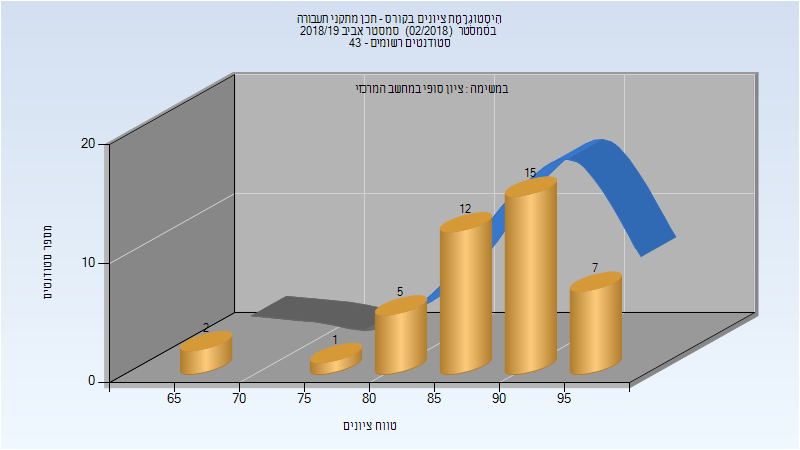 היסטוגרמת ציונים בקורס - תכן מתקני תעבורה
בסמסטר (02/2018) סמסטר אביב 2018/19
סטודנטים רשומים - 43
במשימה : ציון סופי במחשב המרכזי
20
10
0
מספר סטודנטים
2
1
5
12
15
7
65
70
75
80
85
90
95
טווח ציונים